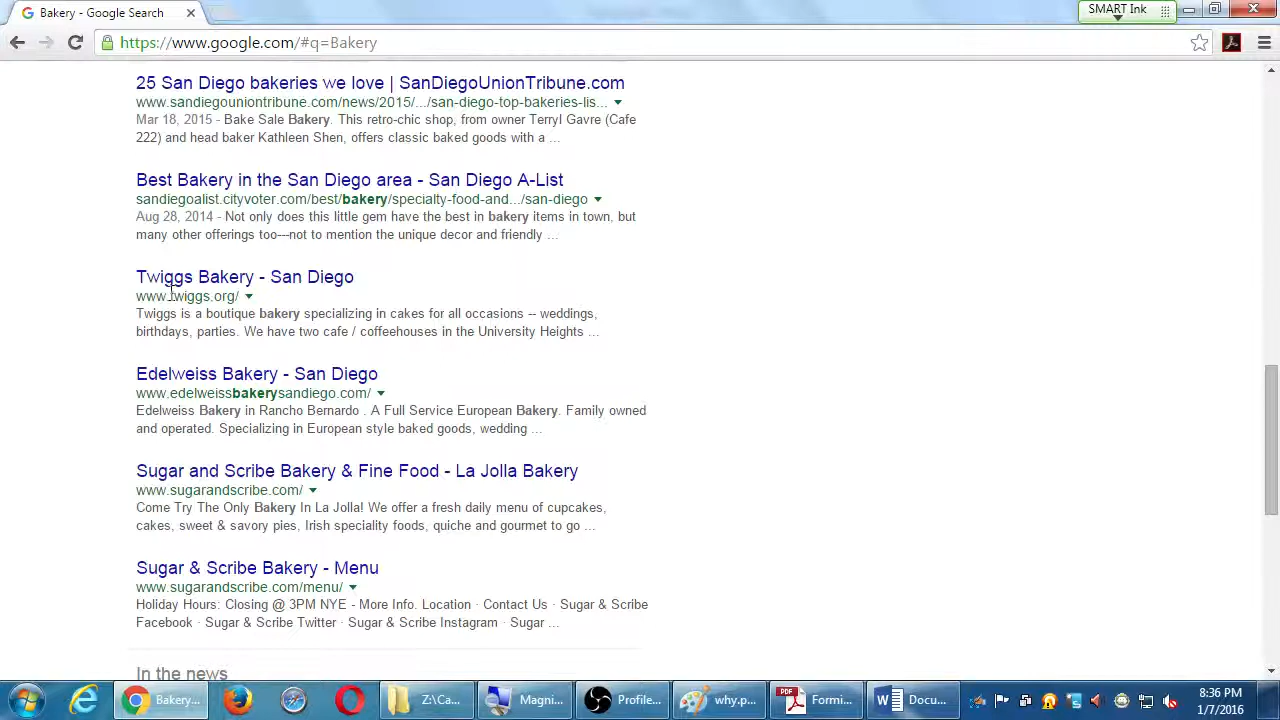 Bakery - Google Search
SMART Ink
https://www.google.com/#q=Bakery
25 San Diego bakeries we love | SanDiegoUnionTribune.com
www.sandiegouniontribune.com/news/2015/.../san-diego-top-bakeries-lis...
Mar 18, 2015 - Bake Sale Bakery. This retro-chic shop, from owner Terryl Gavre (Cafe
222) and head baker Kathleen Shen, offers classic baked goods with a ...
Best Bakery in the San Diego area - San Diego A-List
sandiegoalist.cityvoter.com/best/bakery/specialty-food-and.../san-diego
Aug 28, 2014 - Not only does this little gem have the best in bakery items in town, but
many other offerings too---not to mention the unique decor and friendly ...
Twiggs Bakery - San Diego
www.twiggs.org/
Twiggs is a boutique bakery specializing in cakes for all occasions -- weddings,
birthdays, parties. We have two cafe / coffeehouses in the University Heights ...
Edelweiss Bakery - San Diego
www.edelweissbakerysandiego.com/
Edelweiss Bakery in Rancho Bernardo . A Full Service European Bakery. Family owned
and operated. Specializing in European style baked goods, wedding ...
Sugar and Scribe Bakery & Fine Food - La Jolla Bakery
www.sugarandscribe.com/
Come Try The Only Bakery In La Jolla! We offer a fresh daily menu of cupcakes,
cakes, sweet & savory pies, Irish speciality foods, quiche and gourmet to go ...
Sugar & Scribe Bakery - Menu
www.sugarandscribe.com/menu/
Holiday Hours: Closing @ 3PM NYE - More Info. Location · Contact Us · Sugar & Scribe
Facebook · Sugar & Scribe Twitter · Sugar & Scribe Instagram · Sugar ...
In the news
Bakery...
Z:\Ca...
Magni...
Profile...
why.p...
PDF
Formi...
W
Docu...
8:36 PM
1/7/2016